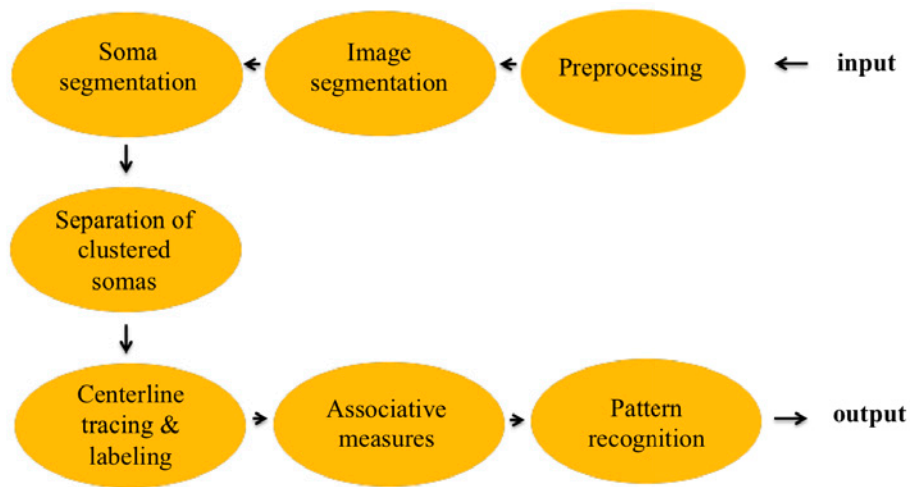 input
Preprocessing
Image
segmentation
Soma
segmentation
Separation of
clustered
somas
Centerline
tracing &
labeling
Associative
measures
Pattern
recognition
output